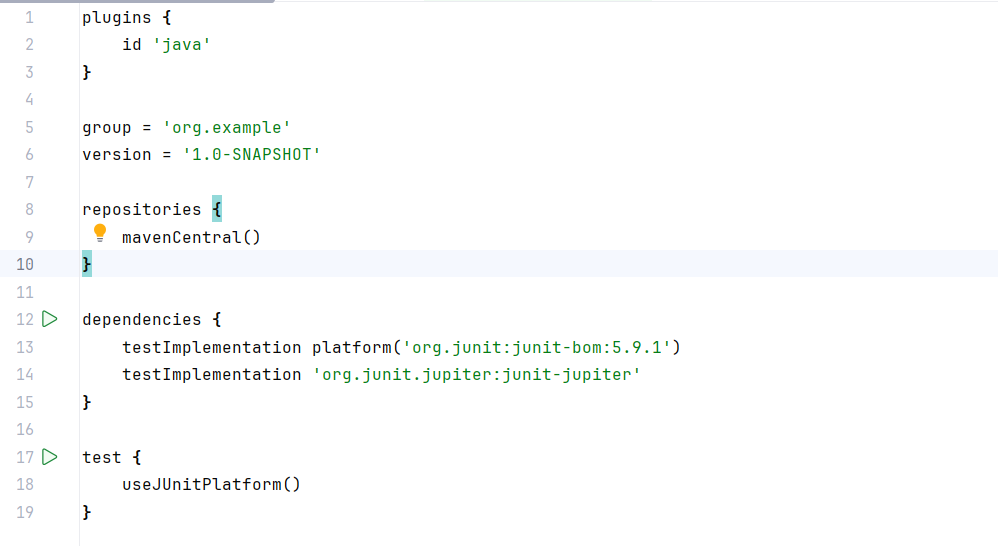 1 plugins {
2     id 'java'
3 }
4
5 group = 'org.example'
6 version = '1.0-SNAPSHOT'
7
8 repositories {
9     mavenCentral()
10 }
11
12 dependencies {
13     testImplementation platform('org.junit:junit-bom:5.9.1')
14     testImplementation 'org.junit.jupiter:junit-jupiter'
15 }
16
17 test {
18     useJUnitPlatform()
19 }